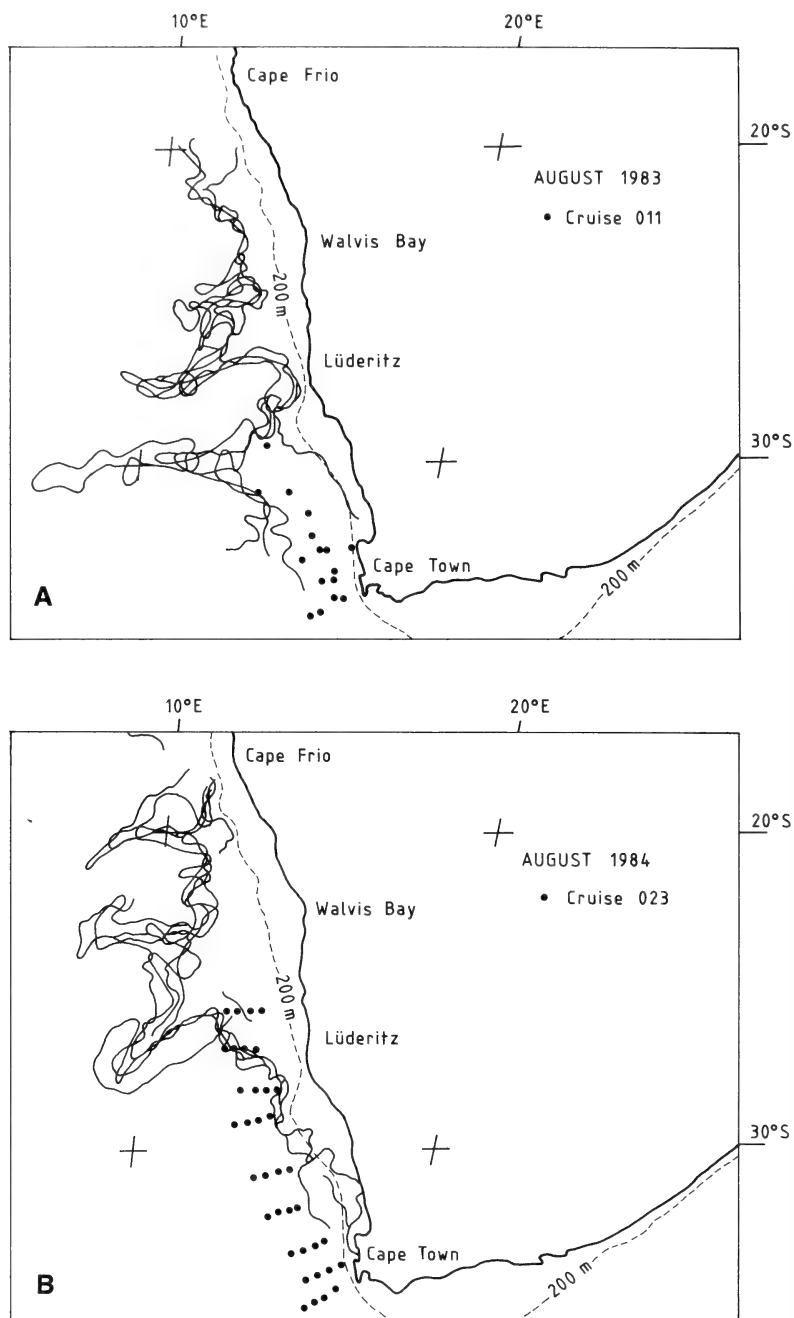 10°E 20°E
Cape Frio
20°S
AUGUST 1983
• Cruise 011
Walvis Bay
200 m
Lüderitz
30°S
Cape Town
200 m
A
10°E 20°E
Cape Frio
20°S
AUGUST 1984
• Cruise 023
Walvis Bay
200 m
Lüderitz
30°S
Cape Town
200 m
B